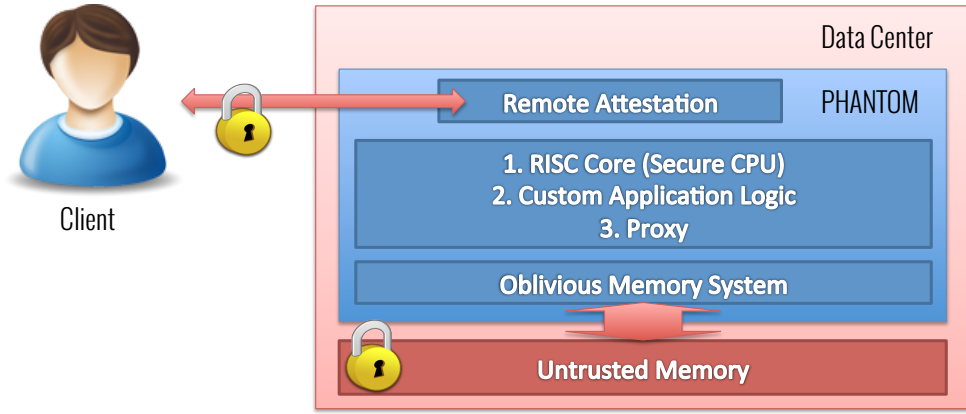 Data Center
Remote Attestation
PHANTOM
1. RISC Core (Secure CPU)
2. Custom Application Logic
3. Proxy
Client
Oblivious Memory System
Untrusted Memory